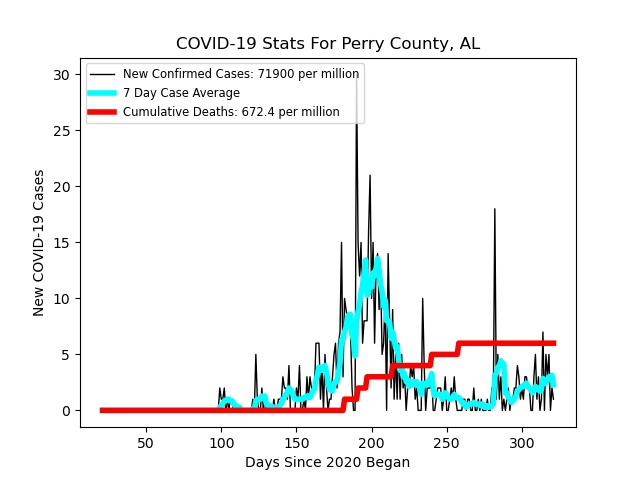 COVID-19 Stats For Perry County, AL
New Confirmed Cases: 71900 per million
7 Day Case Average
Cumulative Deaths: 672.4 per million
New COVID-19 Cases
30
25
20
15
10
5
0
50 100 150 200 250 300
Days Since 2020 Began